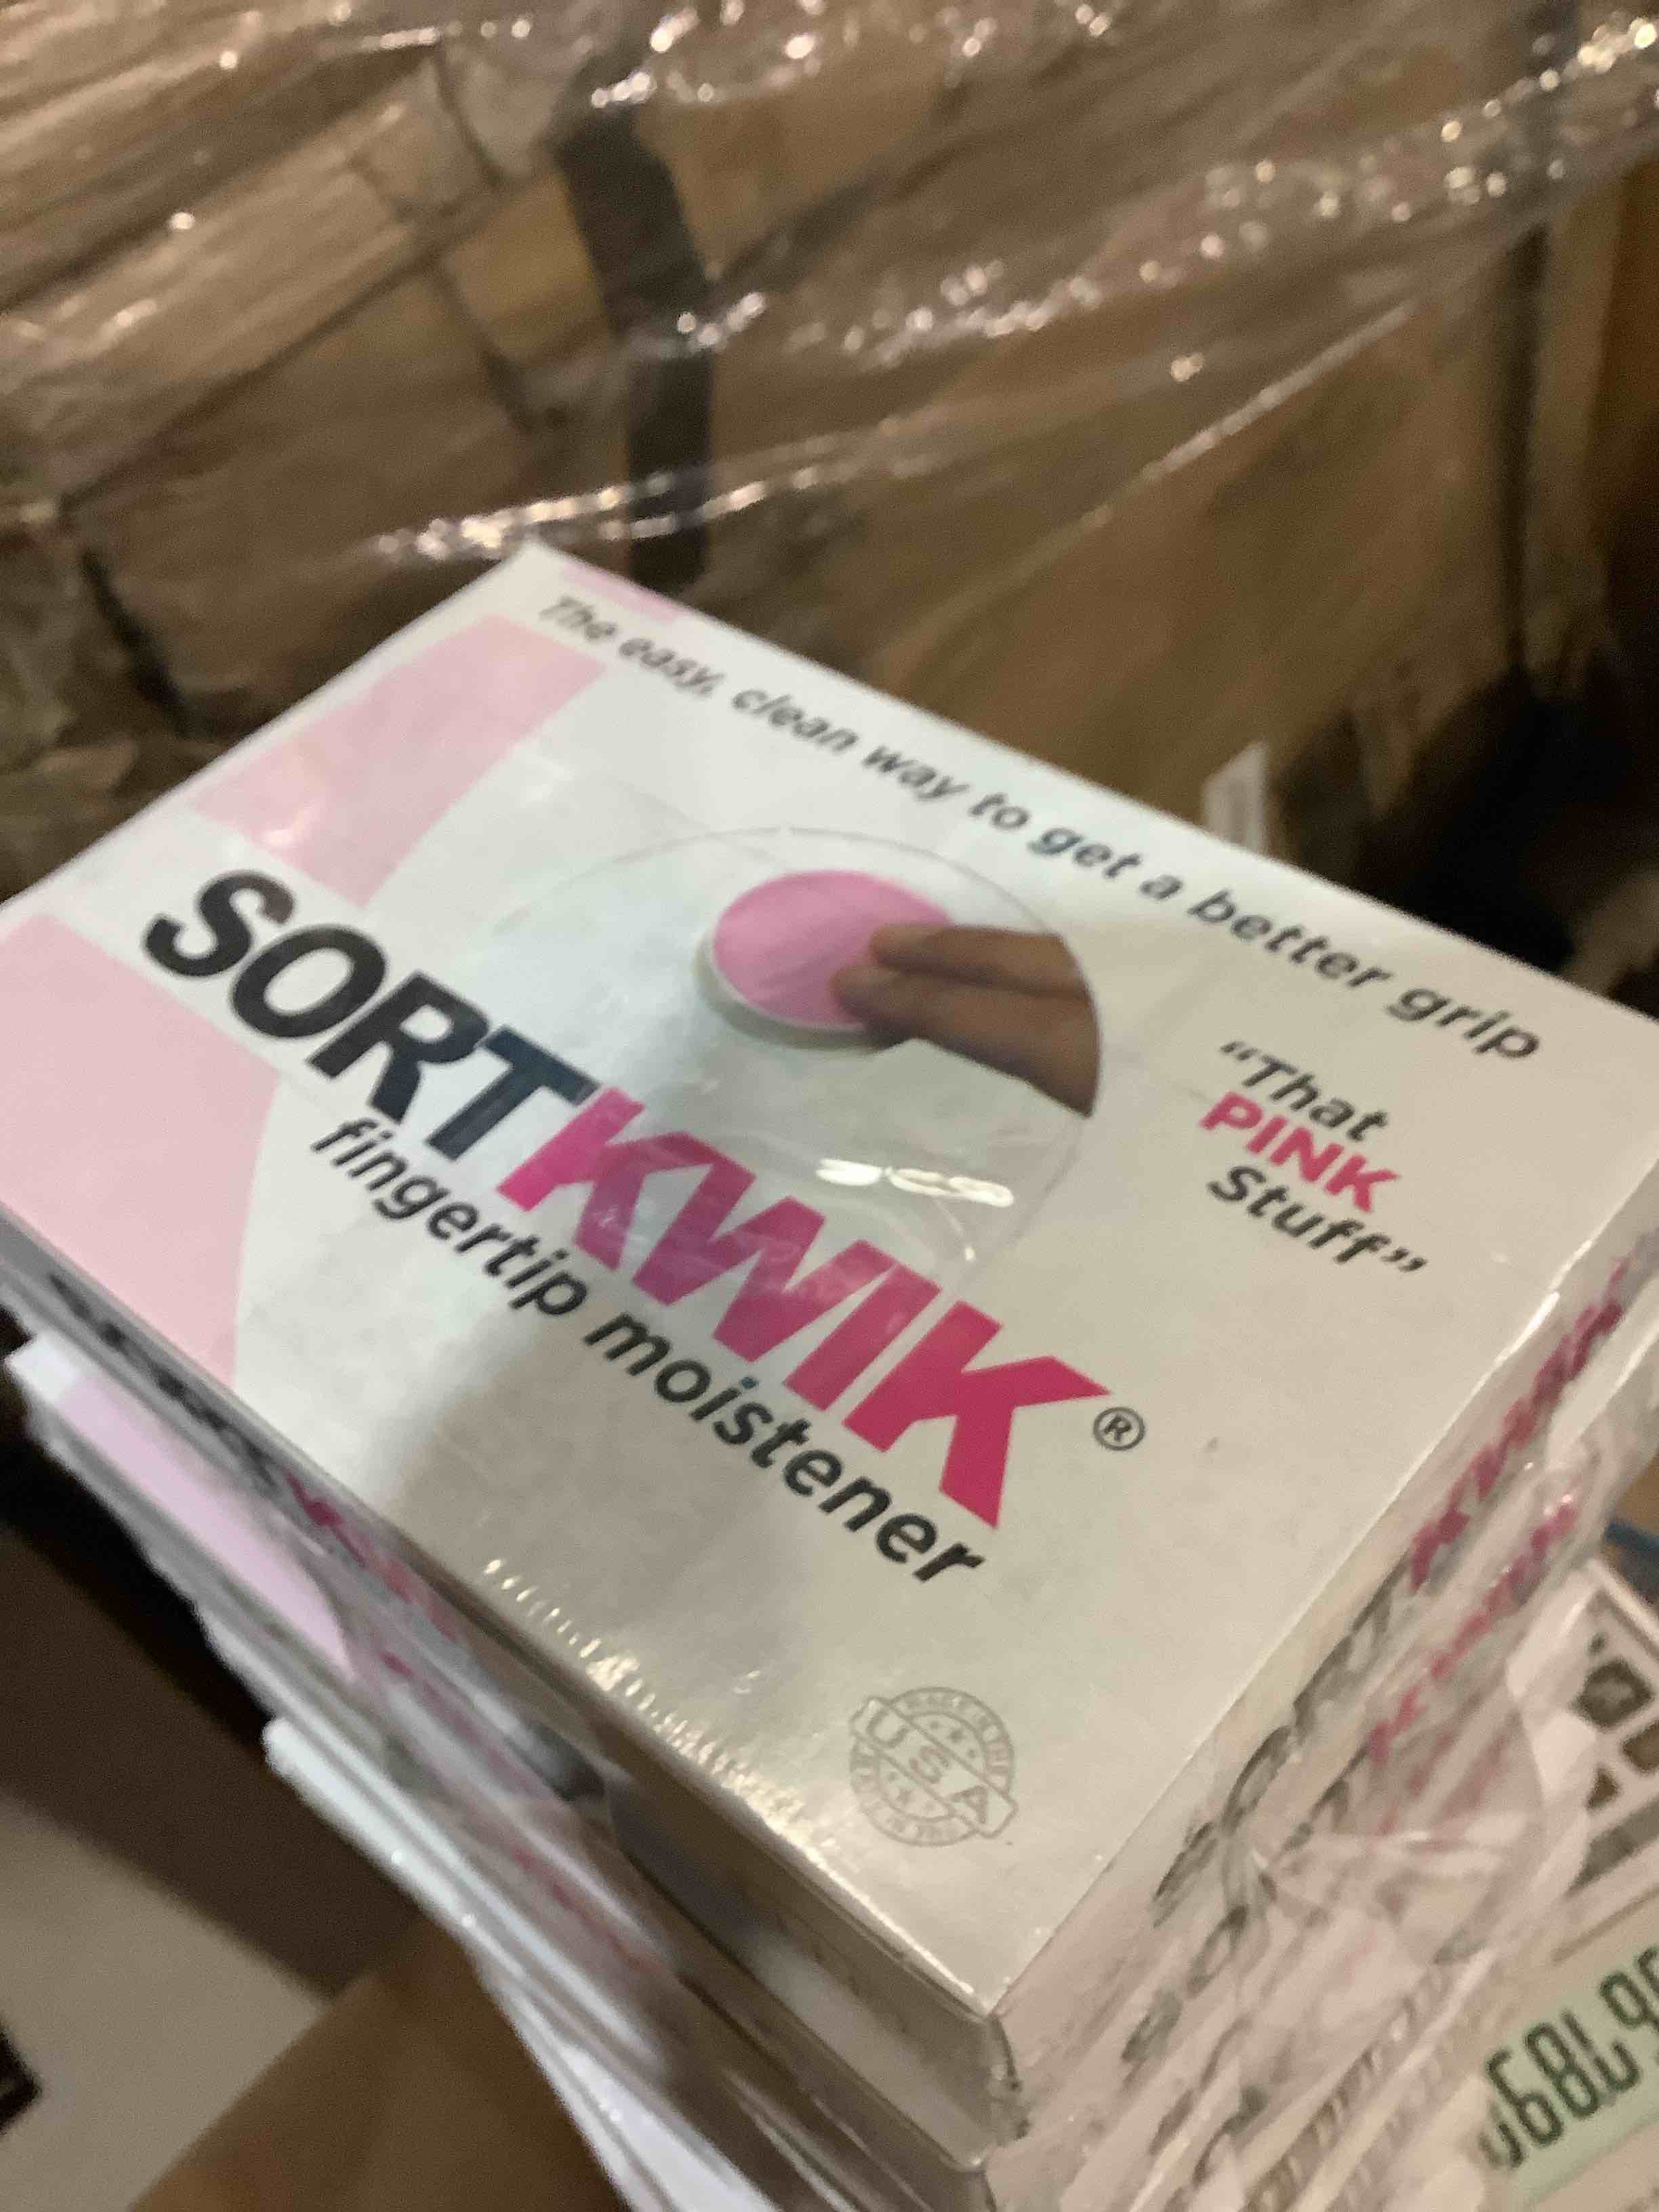 The easy, clean way to get a better grip
"That
PINK
Stuff"
SORTKWIK®
fingertip moistener
USA